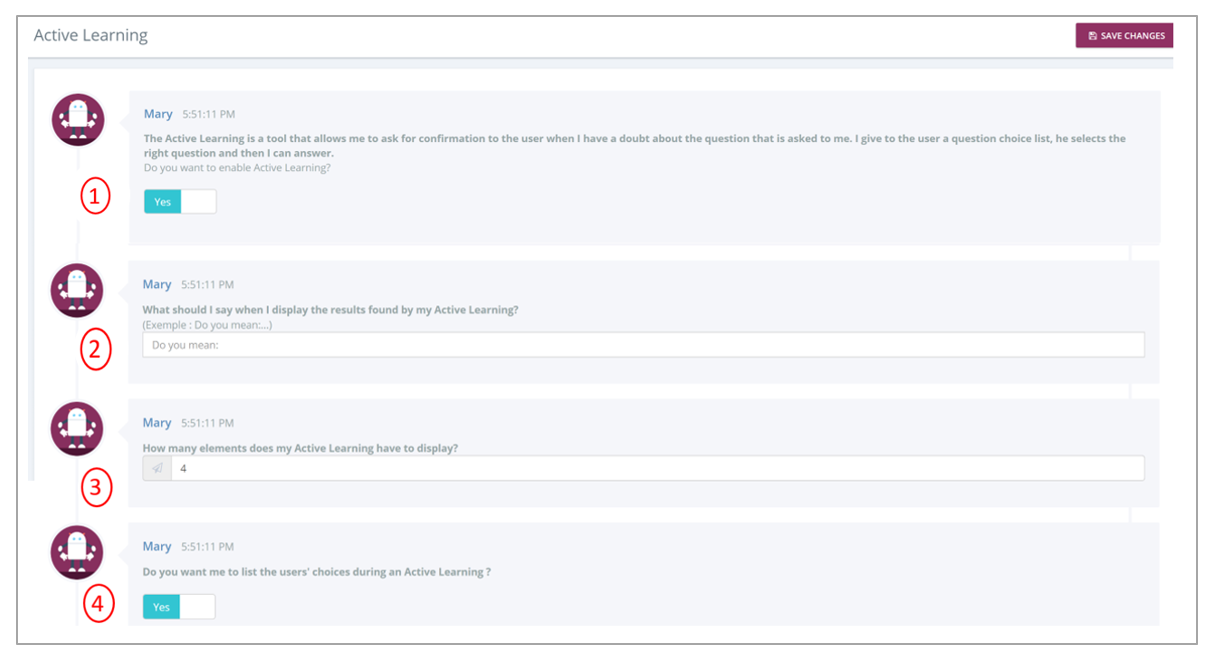 Active Learning
SAVE CHANGES
Mary 5:51:11 PM
The Active Learning is a tool that allows me to ask for confirmation to the user when I have a doubt about the question that is asked to me. I give to the user a question choice list, he selects the
right question and then I can answer.
Do you want to enable Active Learning?
1
Yes
Mary 5:51:11 PM
What should I say when I display the results found by my Active Learning?
(Exemple : Do you mean:...)
2
Do you mean:
Mary 5:51:11 PM
How many elements does my Active Learning have to display?
4
3
Mary 5:51:11 PM
Do you want me to list the users' choices during an Active Learning ?
4
Yes